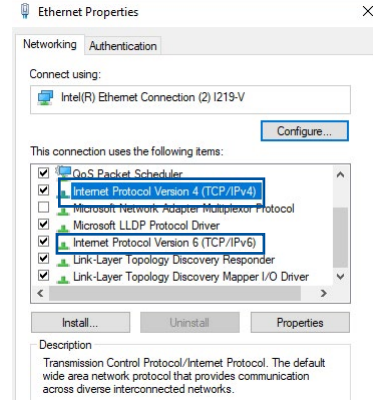 Ethernet Properties
Networking Authentication
Connect using:
Intel(R) Ethernet Connection (2) I219-V
Configure...
This connection uses the following items:
QoS Packet Scheduler
Internet Protocol Version 4 (TCP/IPv4)
Microsoft Network Adapter Multiplexor Protocol
Microsoft LLDP Protocol Driver
Internet Protocol Version 6 (TCP/IPv6)
Link-Layer Topology Discovery Responder
Link-Layer Topology Discovery Mapper I/O Driver
Install... Uninstall Properties
Description
Transmission Control Protocol/Internet Protocol. The default
wide area network protocol that provides communication
across diverse interconnected networks.